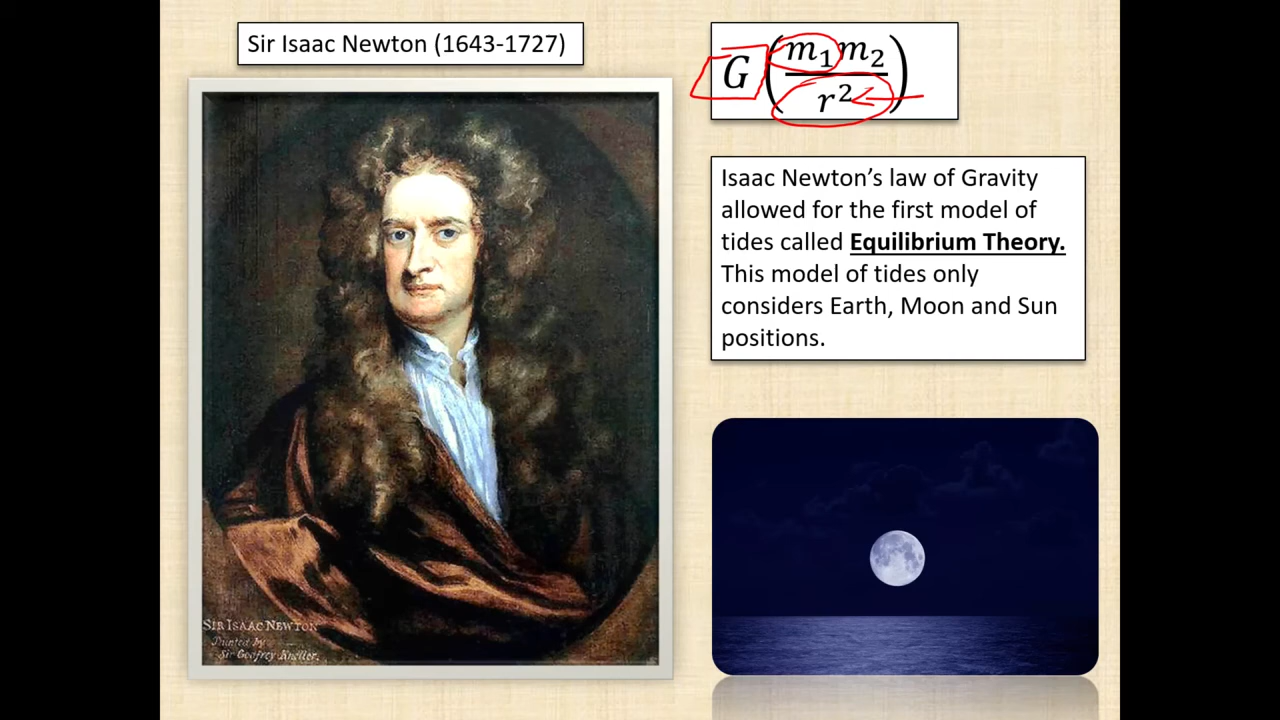 Sir Isaac Newton (1643-1727)
G (m₁m₂ / r²)
Isaac Newton’s law of Gravity
allowed for the first model of
tides called Equilibrium Theory.
This model of tides only
considers Earth, Moon and Sun
positions.
SIR ISAAC NEWTON
Painted by
Sir Godfrey Kneller.